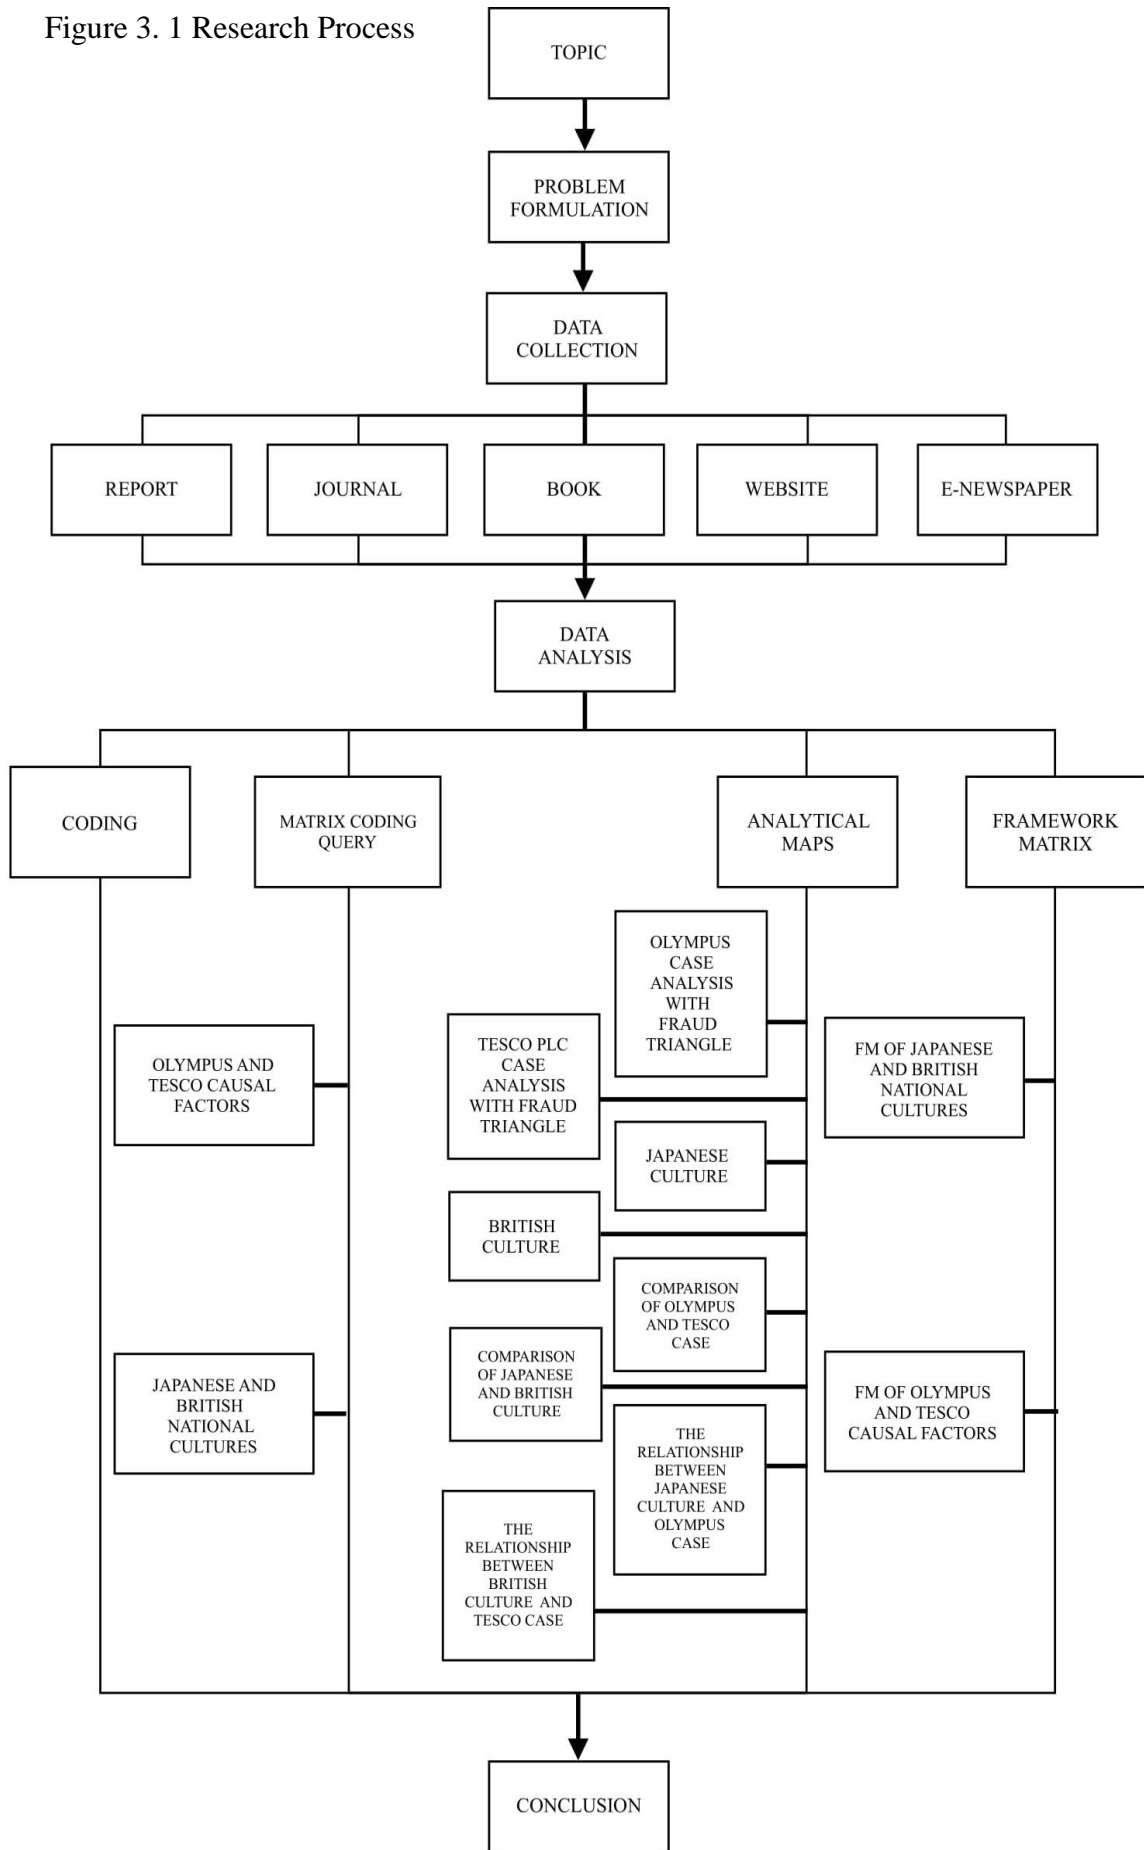 Figure 3. 1 Research Process
TOPIC
PROBLEM
FORMULATION
DATA
COLLECTION
REPORT
JOURNAL
BOOK
WEBSITE
E-NEWSPAPER
DATA
ANALYSIS
CODING
MATRIX CODING
QUERY
ANALYTICAL
MAPS
FRAMEWORK
MATRIX
OLYMPUS AND
TESCO CAUSAL
FACTORS
JAPANESE AND
BRITISH
NATIONAL
CULTURES
OLYMPUS
CASE
ANALYSIS
WITH
FRAUD
TRIANGLE
TESCO PLC
CASE
ANALYSIS
WITH FRAUD
TRIANGLE
JAPANESE
CULTURE
BRITISH
CULTURE
COMPARISON
OF OLYMPUS
AND TESCO
CASE
COMPARISON
OF JAPANESE
AND BRITISH
CULTURE
THE
RELATIONSHIP
BETWEEN
JAPANESE
CULTURE AND
OLYMPUS
CASE
THE
RELATIONSHIP
BETWEEN
BRITISH
CULTURE AND
TESCO CASE
FM OF JAPANESE
AND BRITISH
NATIONAL
CULTURES
FM OF OLYMPUS
AND TESCO
CAUSAL FACTORS
CONCLUSION